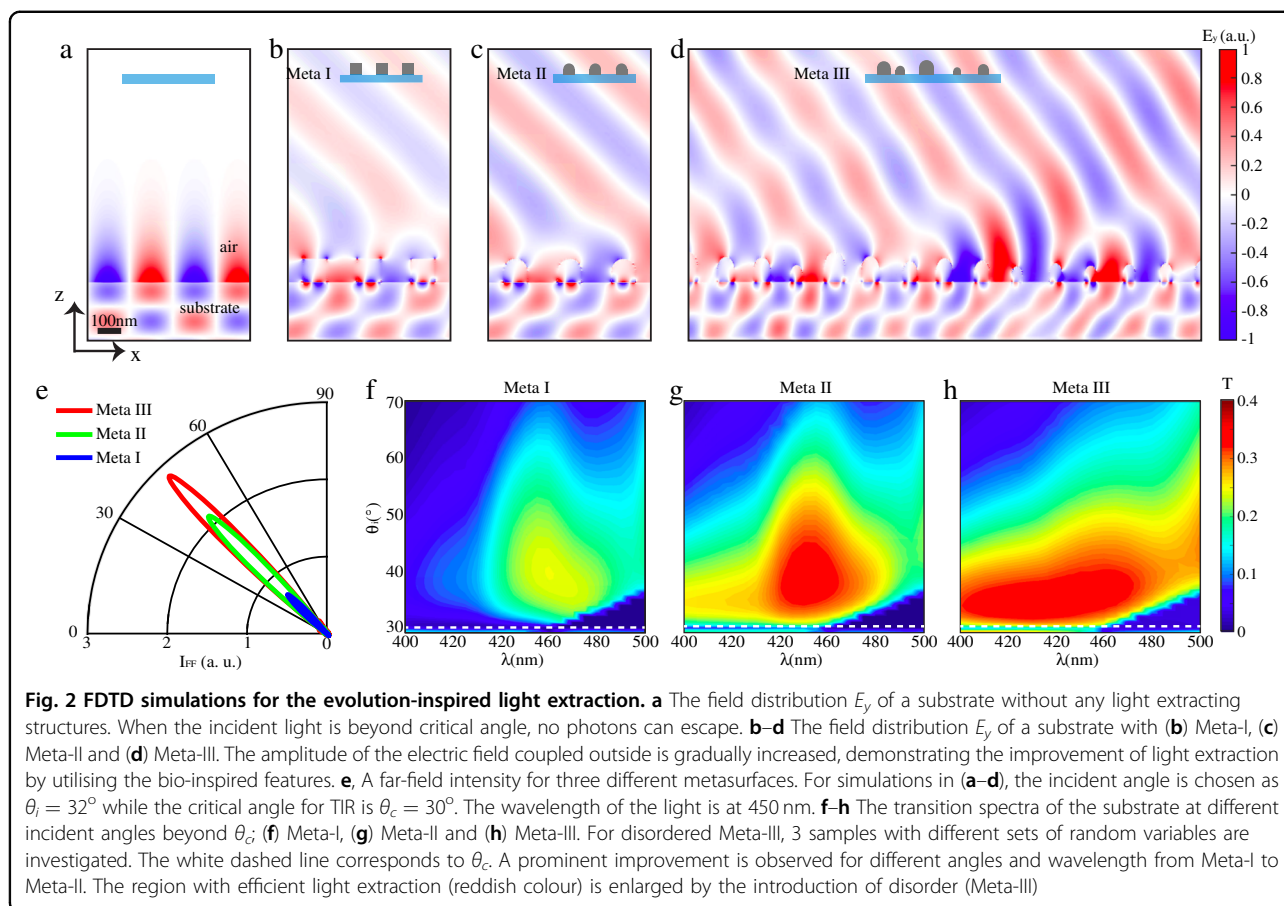 a
b
c
d
Meta I
Meta II
Meta III
E_y (a.u.)
1
0.8
0.6
0.4
0.2
0
-0.2
-0.4
-0.6
-0.8
-1
air
substrate
z
100nm
x
e
Meta III
Meta II
Meta I
90
60
30
0
3
2
1
0
I_FF (a. u.)
f
Meta I
g
Meta II
h
Meta III
T
70
60
50
40
30
θ_i(°)
400 420 440 460 480 500
λ(nm)
400 420 420 460 480 500
λ(nm)
400 420 420 460 480 500
λ(nm)
0.4
0.3
0.2
0.1
0
Fig. 2 FDTD simulations for the evolution-inspired light extraction. a The field distribution E_y of a substrate without any light extracting
structures. When the incident light is beyond critical angle, no photons can escape. b–d The field distribution E_y of a substrate with (b) Meta-I, (c)
Meta-II and (d) Meta-III. The amplitude of the electric field coupled outside is gradually increased, demonstrating the improvement of light extraction
by utilising the bio-inspired features. e, A far-field intensity for three different metasurfaces. For simulations in (a–d), the incident angle is chosen as
θ_i = 32° while the critical angle for TIR is θ_c = 30°. The wavelength of the light is at 450 nm. f–h The transition spectra of the substrate at different
incident angles beyond θ_c; (f) Meta-I, (g) Meta-II and (h) Meta-III. For disordered Meta-III, 3 samples with different sets of random variables are
investigated. The white dashed line corresponds to θ_c. A prominent improvement is observed for different angles and wavelength from Meta-I to
Meta-II. The region with efficient light extraction (reddish colour) is enlarged by the introduction of disorder (Meta-III)